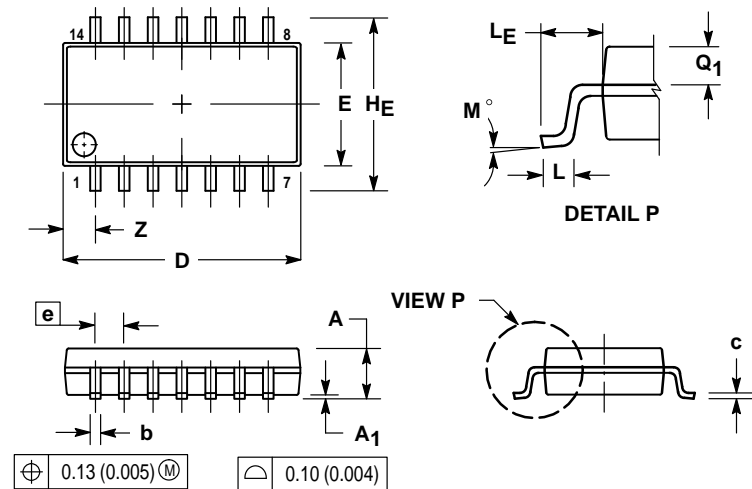 14 8
E
HE
1 7
Z
D
LE
Q1
M°
L
DETAIL P
e
A
b
A1
0.13 (0.005) M
0.10 (0.004)
VIEW P
c